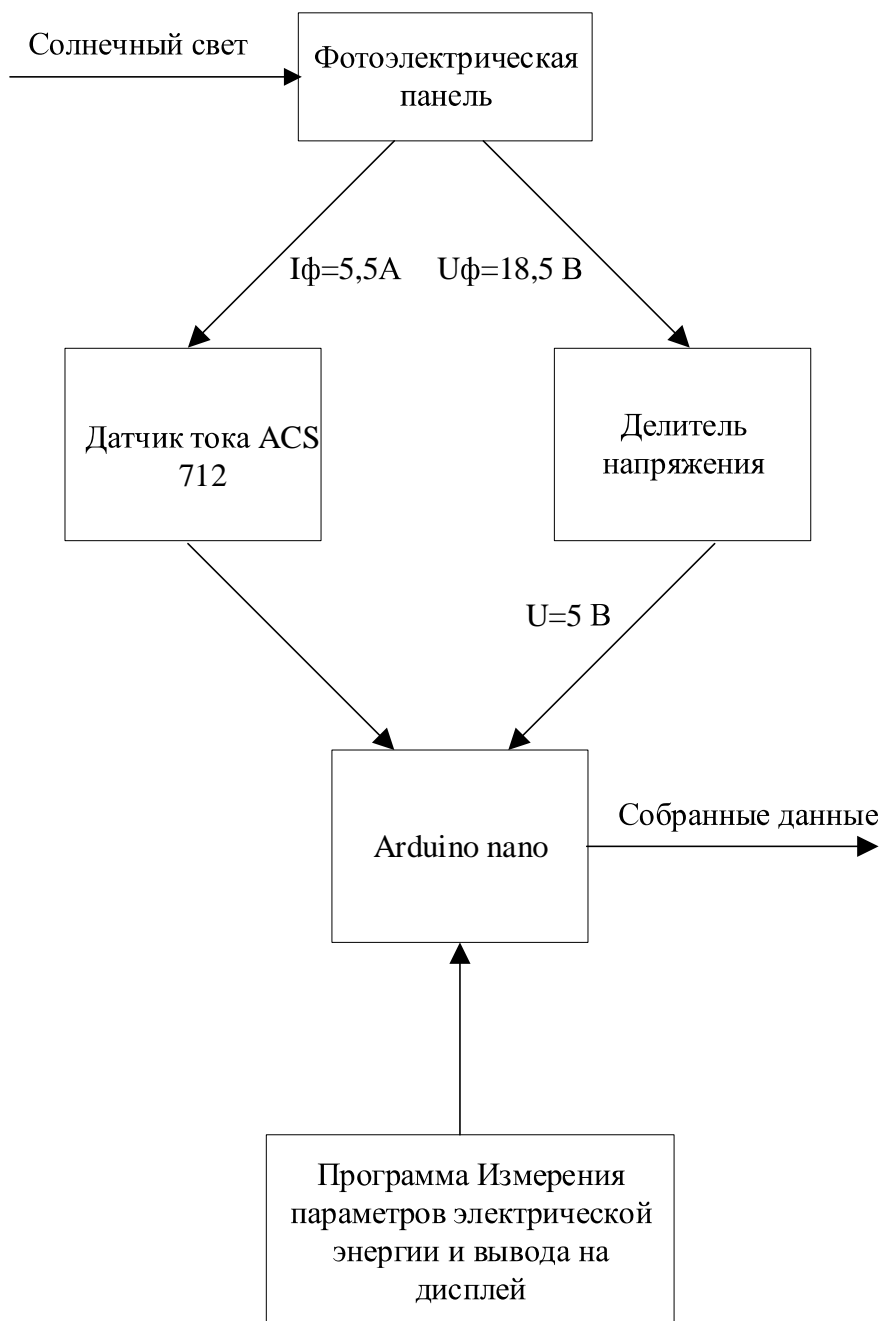 Солнечный свет
Фотоэлектрическая
панель
Iф=5,5А
Uф=18,5 В
Датчик тока ACS
712
Делитель
напряжения
U=5 В
Arduino nano
Собранные данные
Программа Измерения
параметров электрической
энергии и вывода на
дисплей